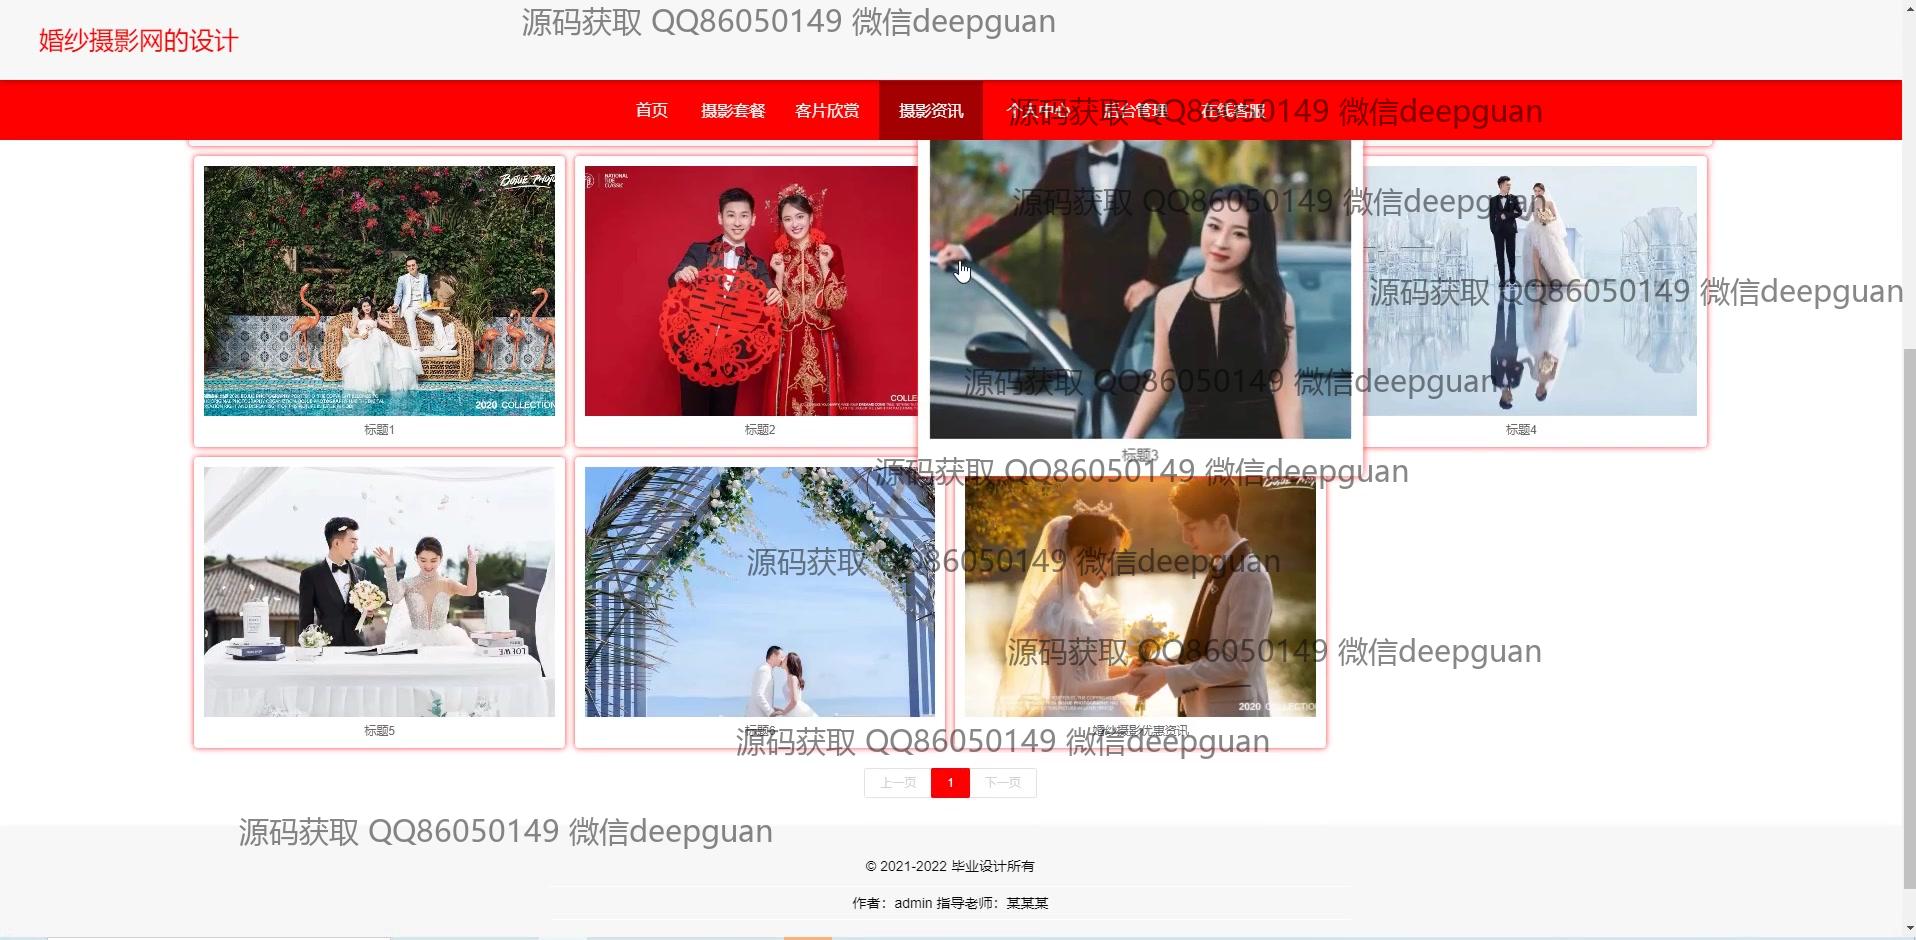 源码获取 QQ86050149 微信deepguan
婚纱摄影网的设计
首页 摄影套餐 客片欣赏 摄影资讯 个人中心 后台管理 在线客服
源码获取 QQ86050149 微信deepguan
NATIONAL
TIDE
CLASSIC
源码获取 QQ86050149 微信deepguan
源码获取 QQ86050149 微信deepguan
源码获取 QQ86050149 微信deepguan
2020 COLLECTION
COLLE
标题1 标题2 标题4
标题3
源码获取 QQ86050149 微信deepguan
源码获取 QQ86050149 微信deepguan
源码获取 QQ86050149 微信deepguan
LOEWE
2020 COLLECTIO
标题5 标题6 婚纱摄影优惠资讯
源码获取 QQ86050149 微信deepguan
上一页 1 下一页
源码获取 QQ86050149 微信deepguan
© 2021-2022 毕业设计所有
作者：admin 指导老师：某某某